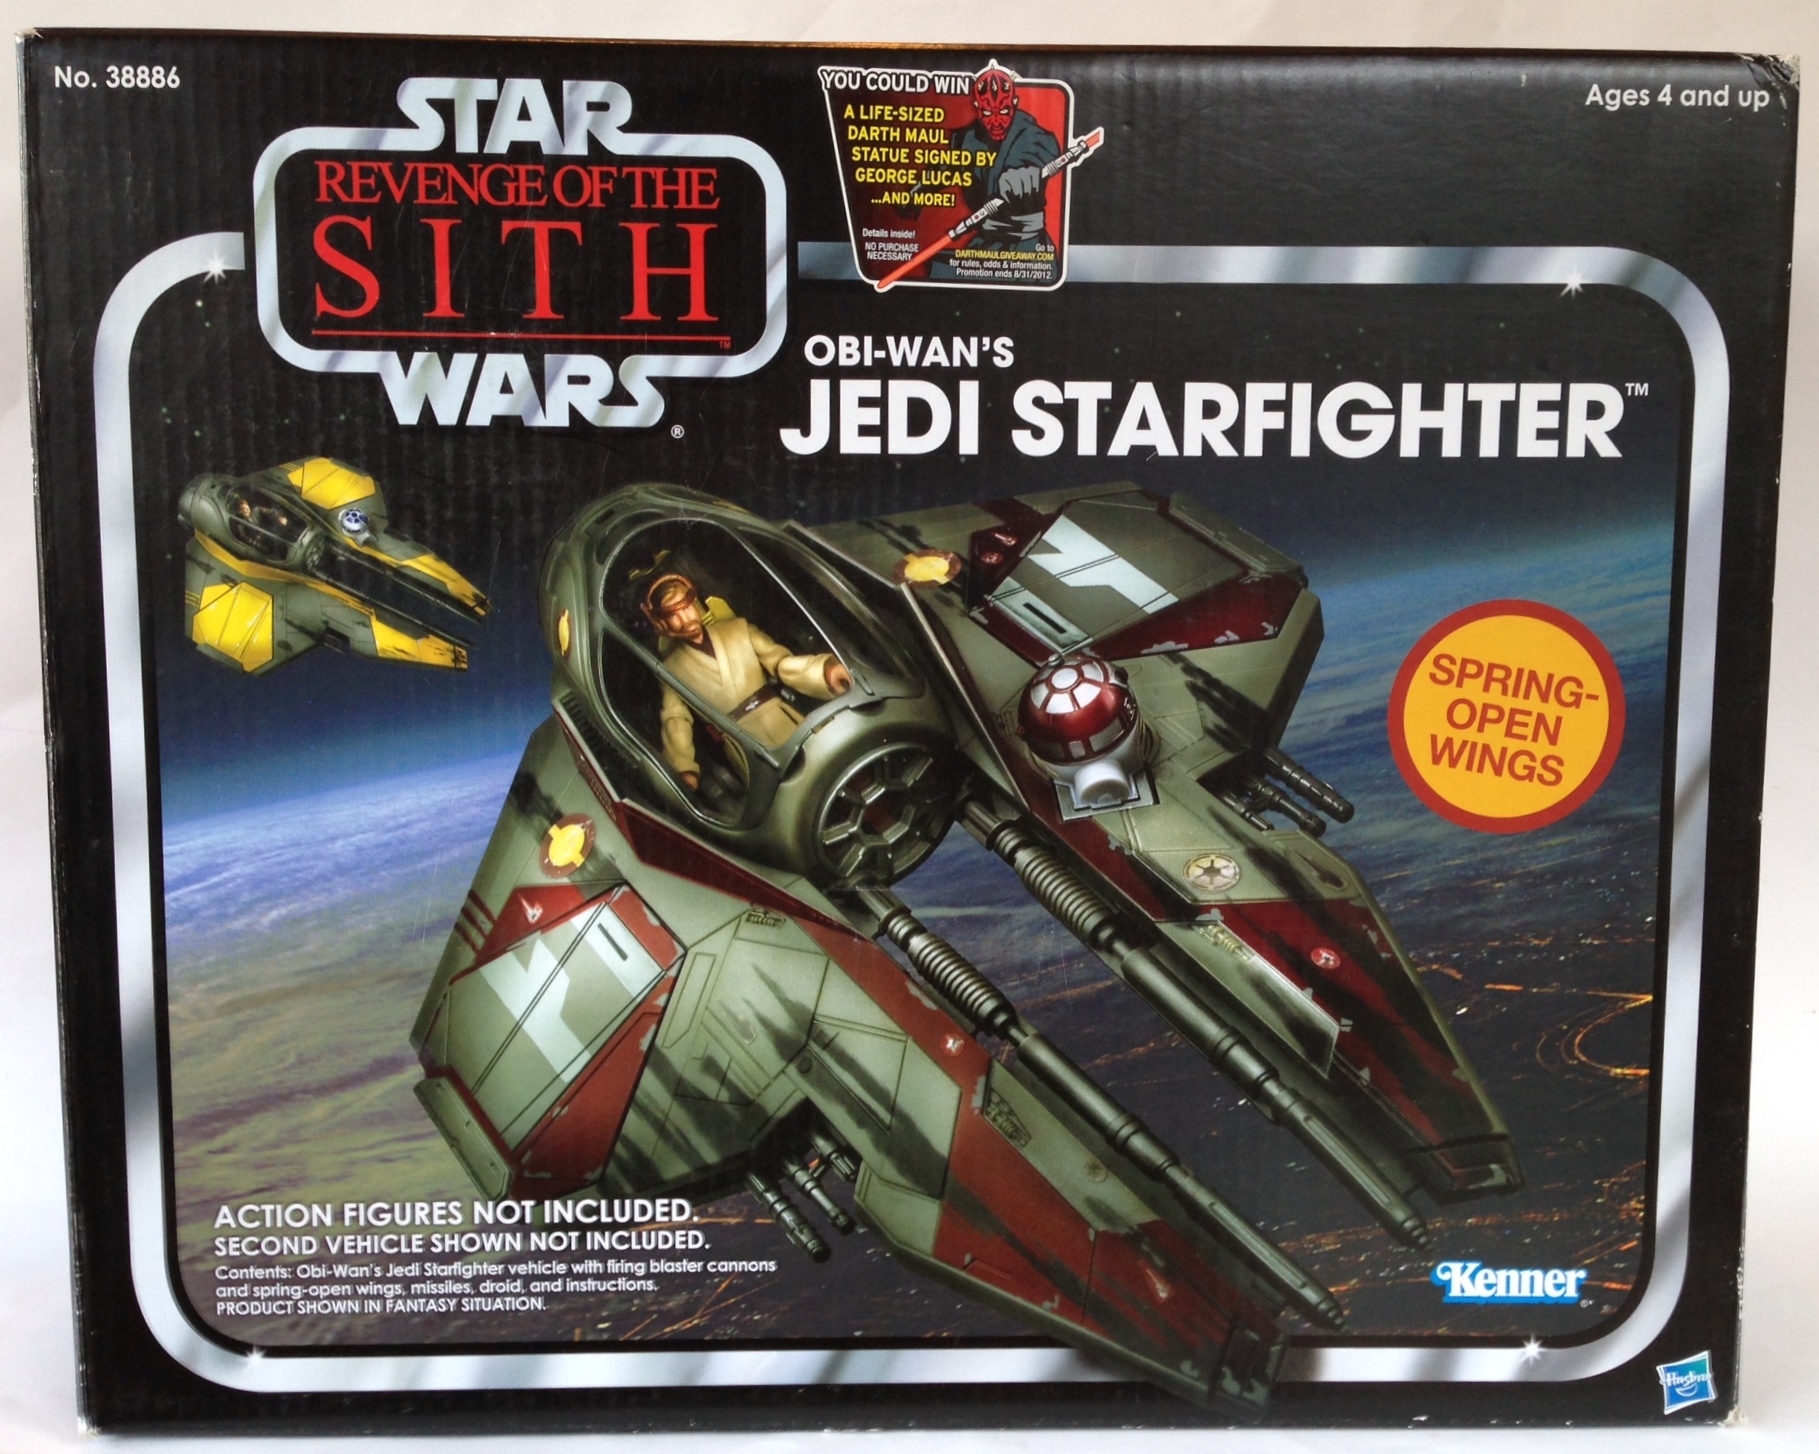 No. 38886
STAR
REVENGE OF THE
SITH™
WARS®
YOU COULD WIN
A LIFE-SIZED
DARTH MAUL
STATUE SIGNED BY
GEORGE LUCAS
...AND MORE!
Details inside!
NO PURCHASE
NECESSARY
Go to
DARTHMAULGIVEAWAY.COM
for rules, odds & information.
Promotion ends 8/31/2012.
Ages 4 and up
OBI-WAN'S
JEDI STARFIGHTER™
SPRING-
OPEN
WINGS
ACTION FIGURES NOT INCLUDED.
SECOND VEHICLE SHOWN NOT INCLUDED.
Contents: Obi-Wan's Jedi Starfighter vehicle with firing blaster cannons
and spring-open wings, missiles, droid, and instructions.
PRODUCT SHOWN IN FANTASY SITUATION.
Kenner
Hasbro